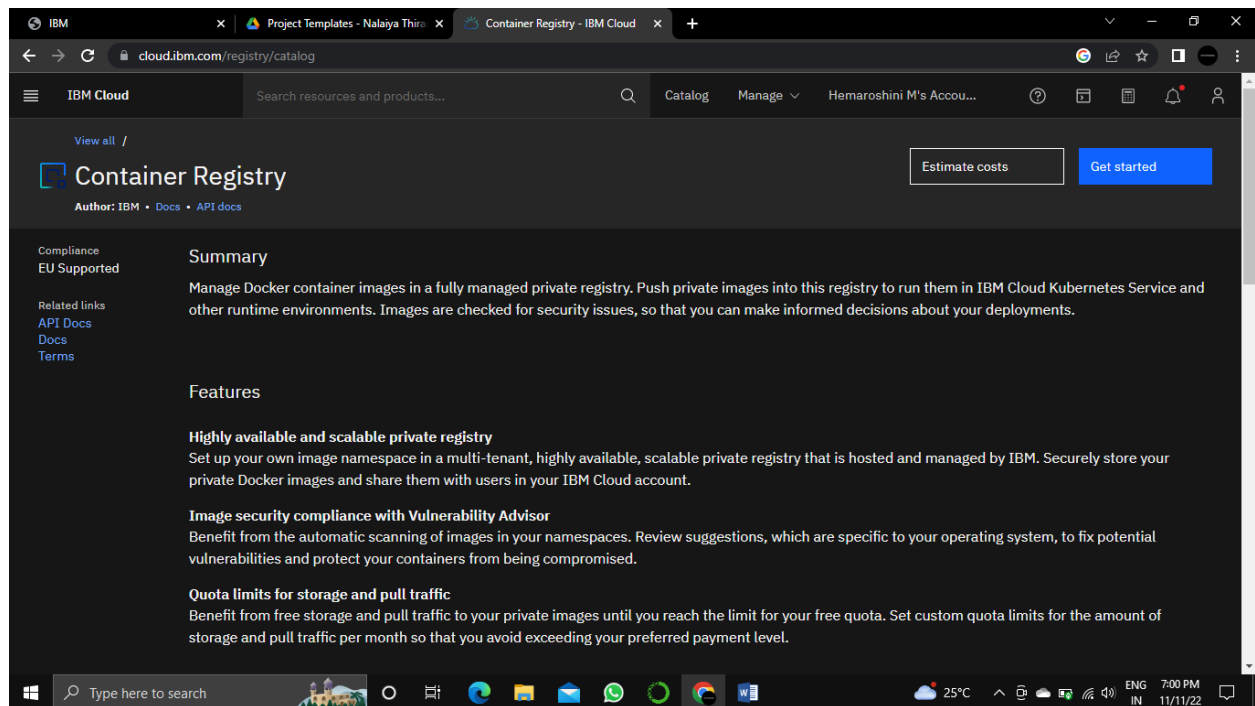 IBM
Project Templates - Nalaiya Thira
Container Registry - IBM Cloud
cloud.ibm.com/registry/catalog
IBM Cloud
Search resources and products...
Catalog
Manage
Hemaroshini M's Accou...
View all /
Container Registry
Estimate costs
Get started
Author: IBM • Docs • API docs
Compliance
EU Supported
Related links
API Docs
Docs
Terms
Summary
Manage Docker container images in a fully managed private registry. Push private images into this registry to run them in IBM Cloud Kubernetes Service and
other runtime environments. Images are checked for security issues, so that you can make informed decisions about your deployments.
Features
Highly available and scalable private registry
Set up your own image namespace in a multi-tenant, highly available, scalable private registry that is hosted and managed by IBM. Securely store your
private Docker images and share them with users in your IBM Cloud account.
Image security compliance with Vulnerability Advisor
Benefit from the automatic scanning of images in your namespaces. Review suggestions, which are specific to your operating system, to fix potential
vulnerabilities and protect your containers from being compromised.
Quota limits for storage and pull traffic
Benefit from free storage and pull traffic to your private images until you reach the limit for your free quota. Set custom quota limits for the amount of
storage and pull traffic per month so that you avoid exceeding your preferred payment level.
Type here to search
25°C
ENG
IN
7:00 PM
11/11/22